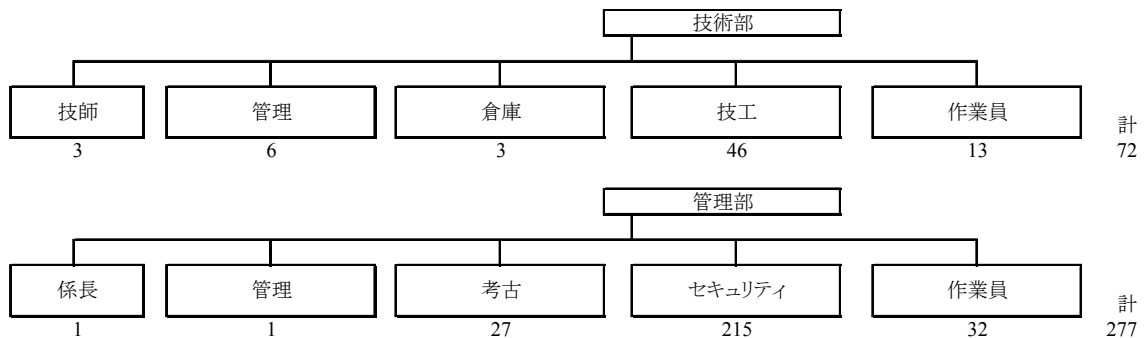 技術部
技師 管理 倉庫 技工 作業員 計
3 6 3 46 13 72
管理部
係長 管理 考古 セキュリティ 作業員 計
1 1 27 215 32 277